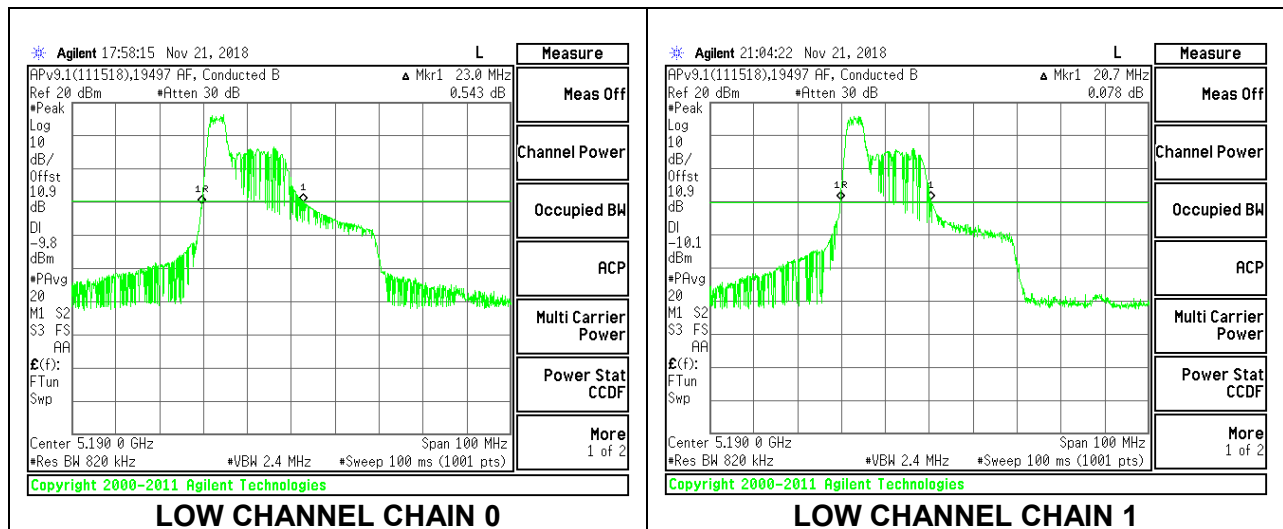 Agilent 17:58:15 Nov 21, 2018 L Measure
APv9.1(111518),19497 AF, Conducted B Δ Mkr1 23.0 MHz
Ref 20 dBm #Atten 30 dB 0.543 dB
Meas Off
#Peak
Log
10
dB/
Offst
10.9
dB
DI
-9.8
dBm
#PAvg
20
M1 S2
S3 FS
AA
£(f):
FTun
Swp
1R
1
Channel Power
Occupied BW
ACP
Multi Carrier
Power
Power Stat
CCDF
More
1 of 2
Center 5.190 0 GHz Span 100 MHz
#Res BW 820 kHz #VBW 2.4 MHz #Sweep 100 ms (1001 pts)
Copyright 2000-2011 Agilent Technologies
LOW CHANNEL CHAIN 0
Agilent 21:04:22 Nov 21, 2018 L Measure
APv9.1(111518),19497 AF, Conducted B Δ Mkr1 20.7 MHz
Ref 20 dBm #Atten 30 dB 0.078 dB
Meas Off
#Peak
Log
10
dB/
Offst
10.9
dB
DI
-10.1
dBm
#PAvg
20
M1 S2
S3 FS
AA
£(f):
FTun
Swp
1R
1
Channel Power
Occupied BW
ACP
Multi Carrier
Power
Power Stat
CCDF
More
1 of 2
Center 5.190 0 GHz Span 100 MHz
#Res BW 820 kHz #VBW 2.4 MHz #Sweep 100 ms (1001 pts)
Copyright 2000-2011 Agilent Technologies
LOW CHANNEL CHAIN 1